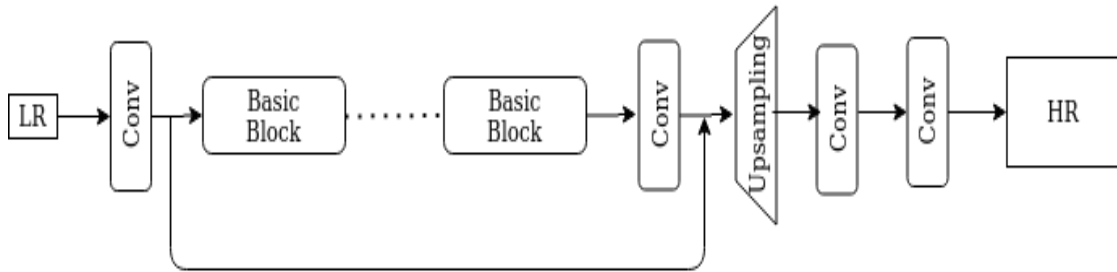 LR
Conv
Basic
Block
Basic
Block
Conv
Upsampling
Conv
Conv
HR